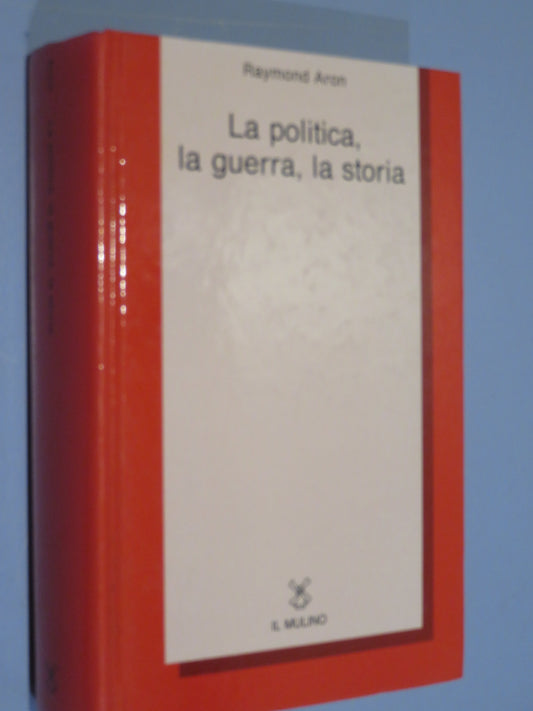 Raymond Aron
La politica,
la guerra, la storia
IL MULINO